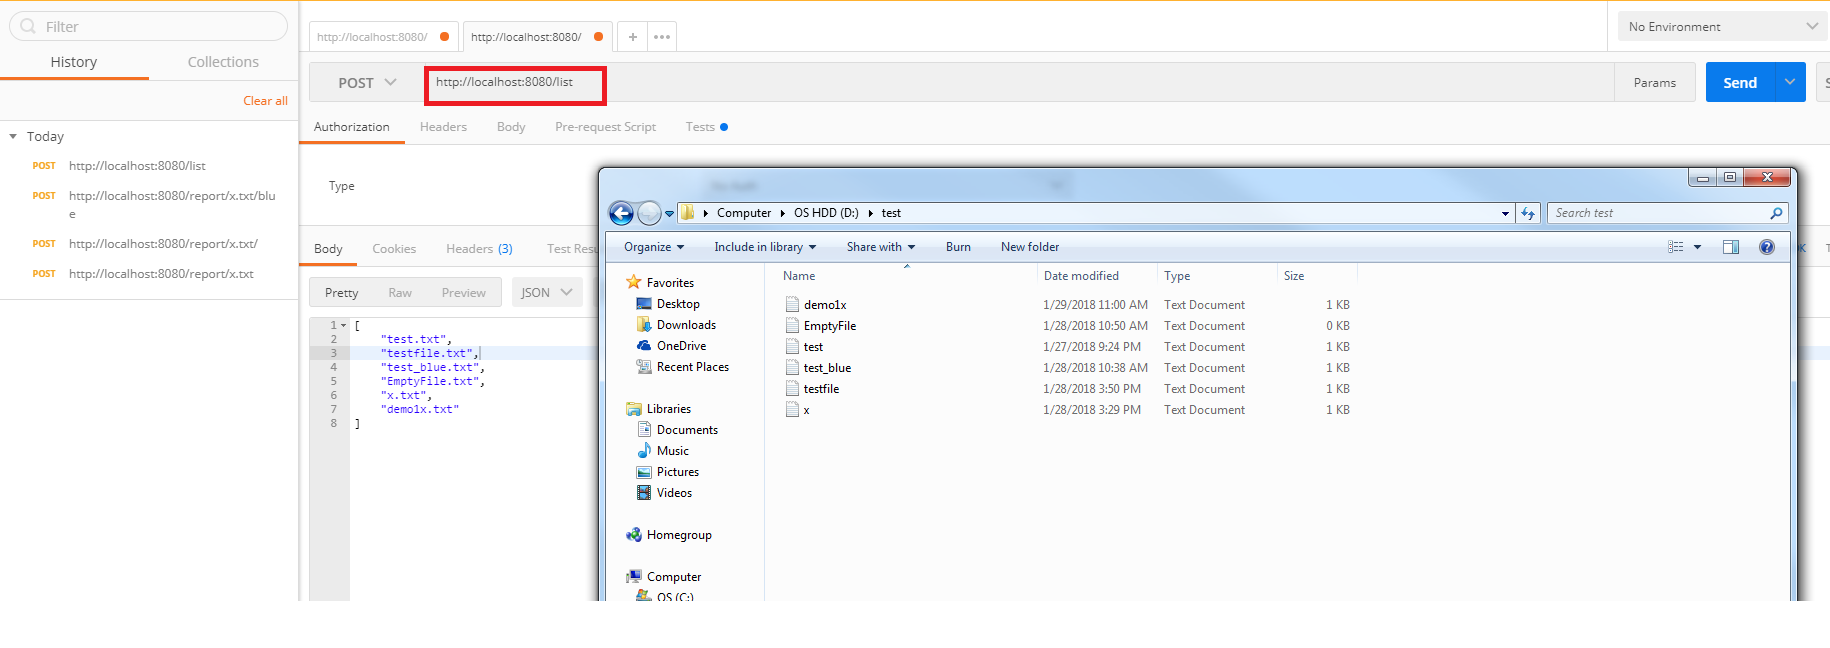 Filter
History
Collections
Clear all
Today
POST http://localhost:8080/list
POST http://localhost:8080/report/x.txt/blu
e
POST http://localhost:8080/report/x.txt/
POST http://localhost:8080/report/x.txt
http://localhost:8080/
http://localhost:8080/
No Environment
POST
http://localhost:8080/list
Params
Send
Authorization
Headers
Body
Pre-request Script
Tests
Type
Body
Cookies
Headers (3)
Test Resu
Pretty
Raw
Preview
JSON
1 [
2 "test.txt",
3 "testfile.txt",
4 "test_blue.txt",
5 "EmptyFile.txt",
6 "x.txt",
7 "demo1x.txt"
8 ]
Computer
OS HDD (D:)
test
Search test
Organize
Include in library
Share with
Burn
New folder
Favorites
Desktop
Downloads
OneDrive
Recent Places
Libraries
Documents
Music
Pictures
Videos
Homegroup
Computer
OS (C:)
Name Date modified Type Size
demo1x 1/29/2018 11:00 AM Text Document 1 KB
EmptyFile 1/28/2018 10:50 AM Text Document 0 KB
test 1/27/2018 9:24 PM Text Document 1 KB
test_blue 1/28/2018 10:38 AM Text Document 1 KB
testfile 1/28/2018 3:50 PM Text Document 1 KB
x 1/28/2018 3:29 PM Text Document 1 KB